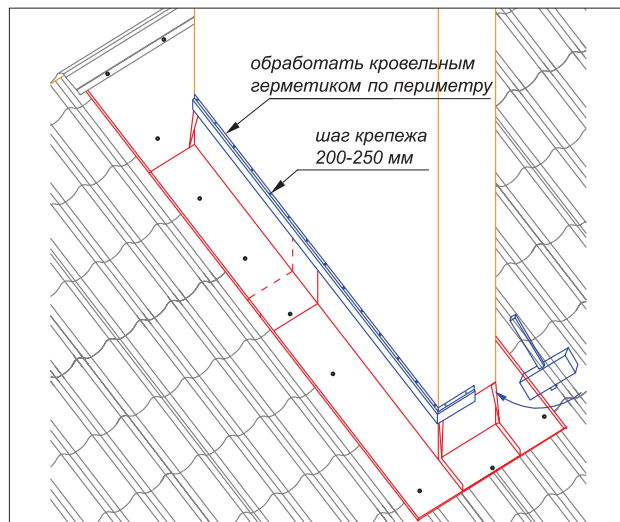 обработать кровельным
герметиком по периметру
шаг крепежа
200-250 мм